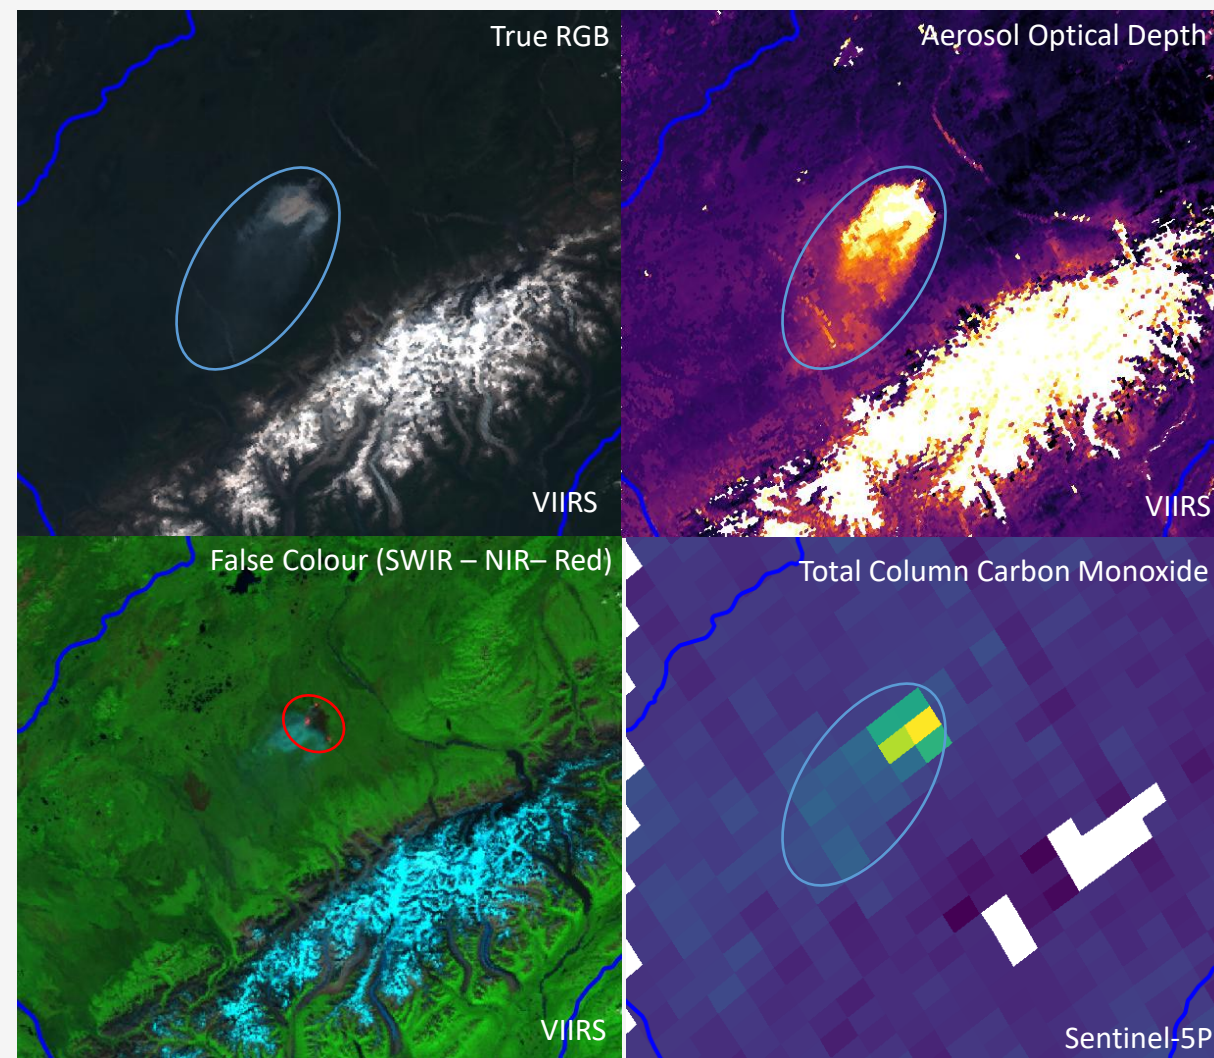 True RGB
Aerosol Optical Depth
VIIRS
VIIRS
False Colour (SWIR – NIR– Red)
Total Column Carbon Monoxide
VIIRS
Sentinel-5P